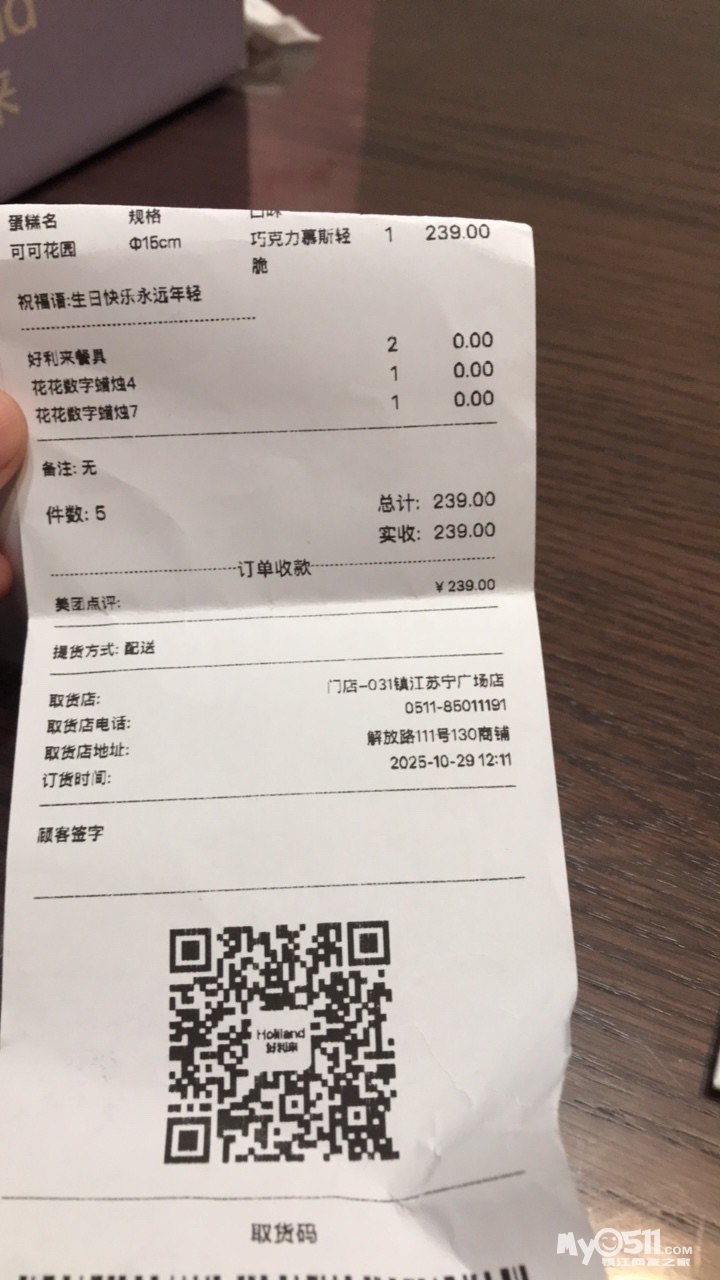 来
蛋糕名 规格 口味
可可花园 Φ15cm 巧克力慕斯轻脆 1 239.00
祝福语:生日快乐永远年轻
好利来餐具 2 0.00
花花数字蜡烛4 1 0.00
花花数字蜡烛7 1 0.00
备注: 无
件数: 5 总计: 239.00
实收: 239.00
订单收款
美团点评: ¥239.00
提货方式: 配送
取货店: 门店-031镇江苏宁广场店
取货店电话: 0511-85011191
取货店地址: 解放路111号130商铺
订货时间: 2025-10-29 12:11
顾客签字
Holiland
好利来
取货码
My0511.COM
镇江网友之家